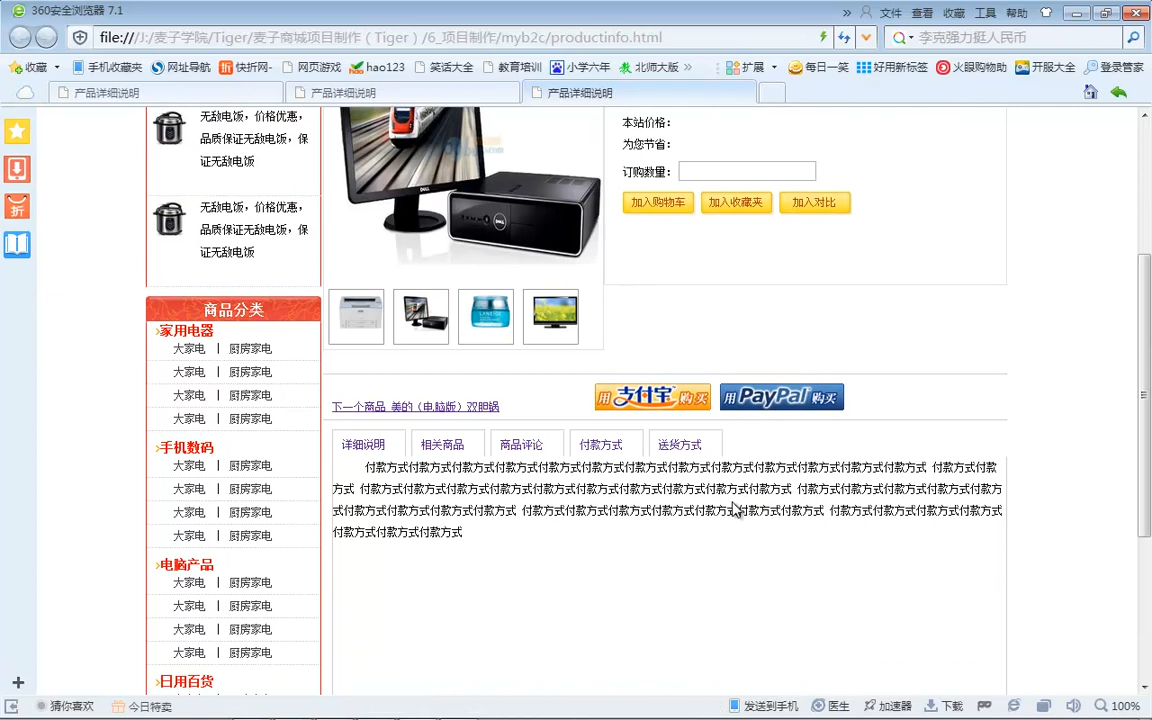 360安全浏览器 7.1
» 文件 查看 收藏 工具 帮助
file:///J:/麦子学院/Tiger/麦子商城项目制作（Tiger）/6_项目制作/myb2c/productinfo.html
李克强力挺人民币
收藏 手机收藏夹 网址导航 快折网- 网页游戏 hao123 笑话大全 教育培训 小学六年 北师大版 » 扩展 每日一笑 好用新标签 火眼购物助 开服大全 登录管家
产品详细说明 产品详细说明 产品详细说明
折
无敌电饭，价格优惠，
品质保证无敌电饭，保
证无敌电饭
无敌电饭，价格优惠，
品质保证无敌电饭，保
证无敌电饭
DELL
本站价格：
为您节省：
订购数量：
加入购物车 加入收藏夹 加入对比
商品分类
家用电器
大家电 | 厨房家电
大家电 | 厨房家电
大家电 | 厨房家电
大家电 | 厨房家电
手机数码
大家电 | 厨房家电
大家电 | 厨房家电
大家电 | 厨房家电
大家电 | 厨房家电
电脑产品
大家电 | 厨房家电
大家电 | 厨房家电
大家电 | 厨房家电
大家电 | 厨房家电
日用百货
LANEIGE
下一个商品 美的（电脑版）双胆锅
用支付宝购买 用PayPal购买
详细说明 相关商品 商品评论 付款方式 送货方式
付款方式付款方式付款方式付款方式付款方式付款方式付款方式付款方式付款方式付款方式付款方式付款方式付款方式 付款方式付款
方式 付款方式付款方式付款方式付款方式付款方式付款方式付款方式付款方式付款方式付款方式 付款方式付款方式付款方式付款方式付款方
式付款方式付款方式付款方式付款方式 付款方式付款方式付款方式付款方式付款方式付款方式付款方式 付款方式付款方式付款方式付款方式
付款方式付款方式付款方式
猜你喜欢 今日特卖
发送到手机 医生 加速器 下载 100%